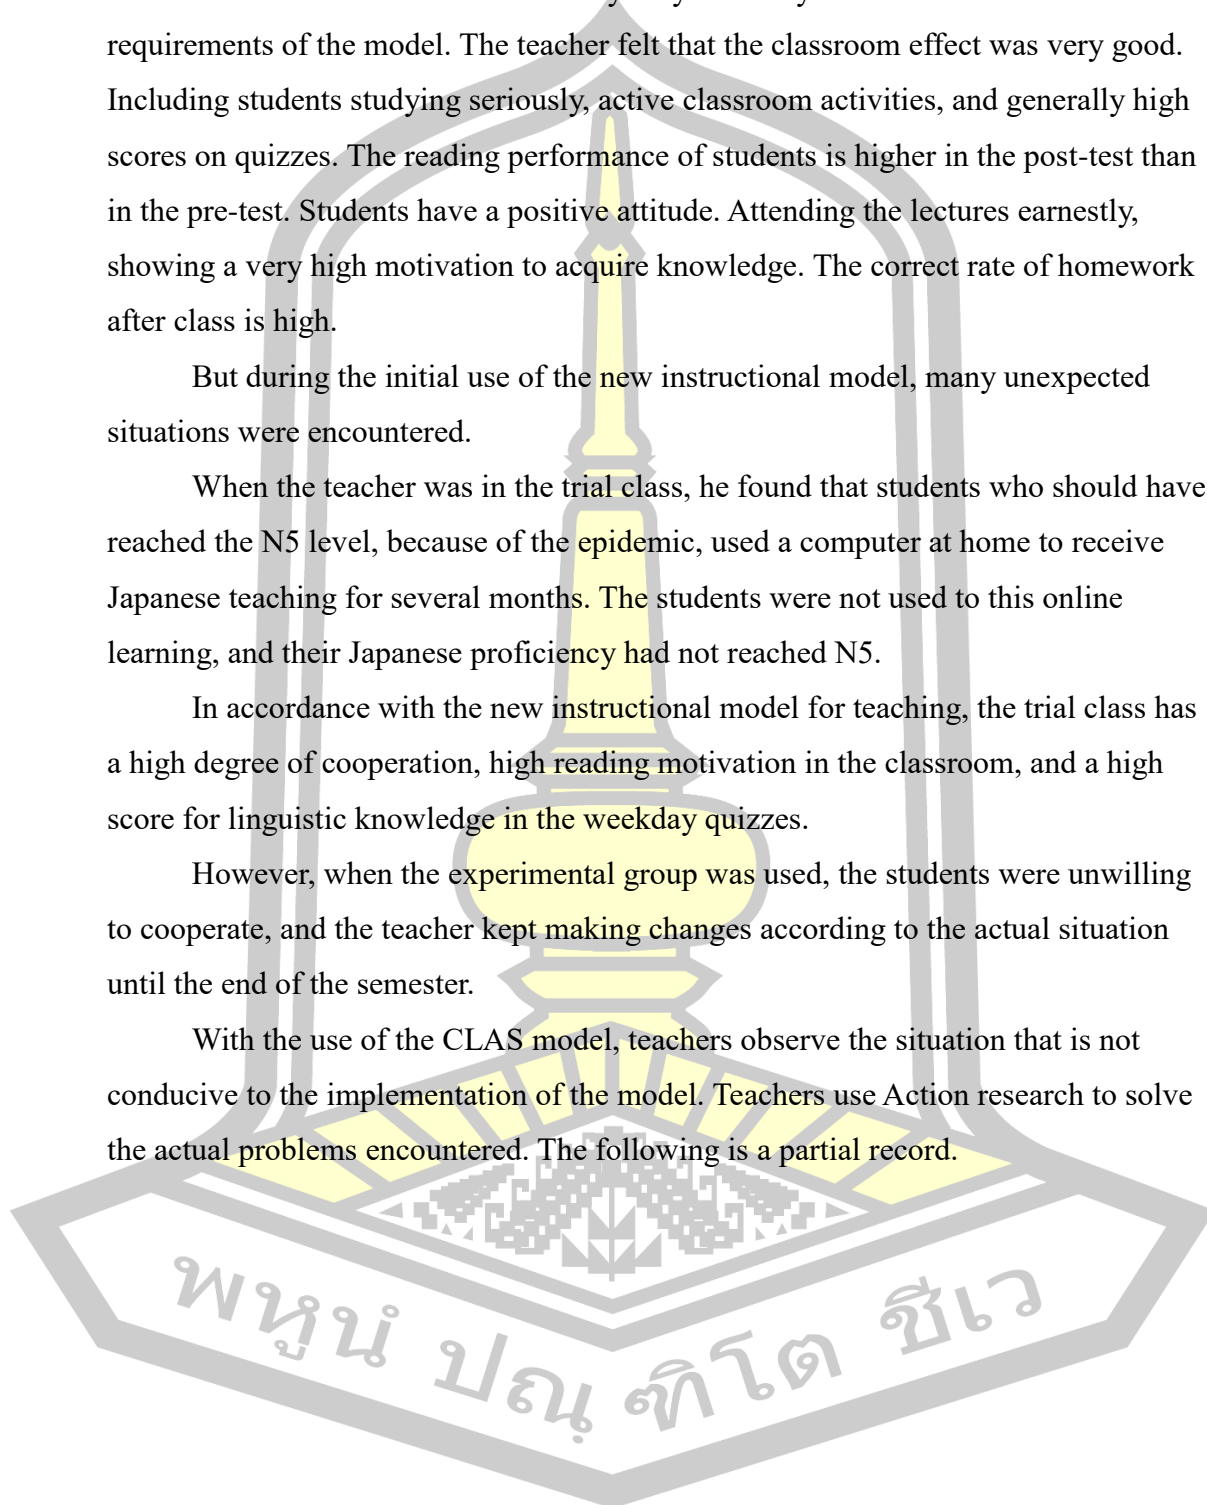 requirements of the model. The teacher felt that the classroom effect was very good.
Including students studying seriously, active classroom activities, and generally high
scores on quizzes. The reading performance of students is higher in the post-test than
in the pre-test. Students have a positive attitude. Attending the lectures earnestly,
showing a very high motivation to acquire knowledge. The correct rate of homework
after class is high.
But during the initial use of the new instructional model, many unexpected
situations were encountered.
When the teacher was in the trial class, he found that students who should have
reached the N5 level, because of the epidemic, used a computer at home to receive
Japanese teaching for several months. The students were not used to this online
learning, and their Japanese proficiency had not reached N5.
In accordance with the new instructional model for teaching, the trial class has
a high degree of cooperation, high reading motivation in the classroom, and a high
score for linguistic knowledge in the weekday quizzes.
However, when the experimental group was used, the students were unwilling
to cooperate, and the teacher kept making changes according to the actual situation
until the end of the semester.
With the use of the CLAS model, teachers observe the situation that is not
conducive to the implementation of the model. Teachers use Action research to solve
the actual problems encountered. The following is a partial record.
พหูนํ ปณฺฑิโต ชีเว